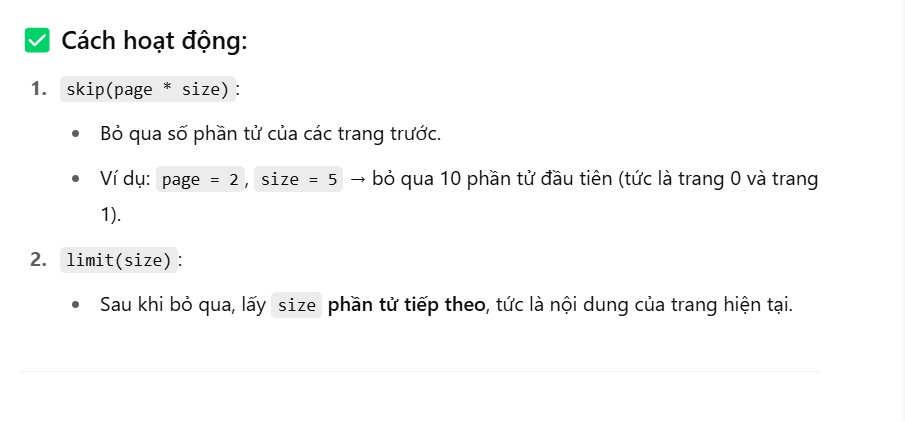 ✅ Cách hoạt động:
1. skip(page * size):
• Bỏ qua số phần tử của các trang trước.
• Ví dụ: page = 2, size = 5 → bỏ qua 10 phần tử đầu tiên (tức là trang 0 và trang
1).
2. limit(size):
• Sau khi bỏ qua, lấy size phần tử tiếp theo, tức là nội dung của trang hiện tại.